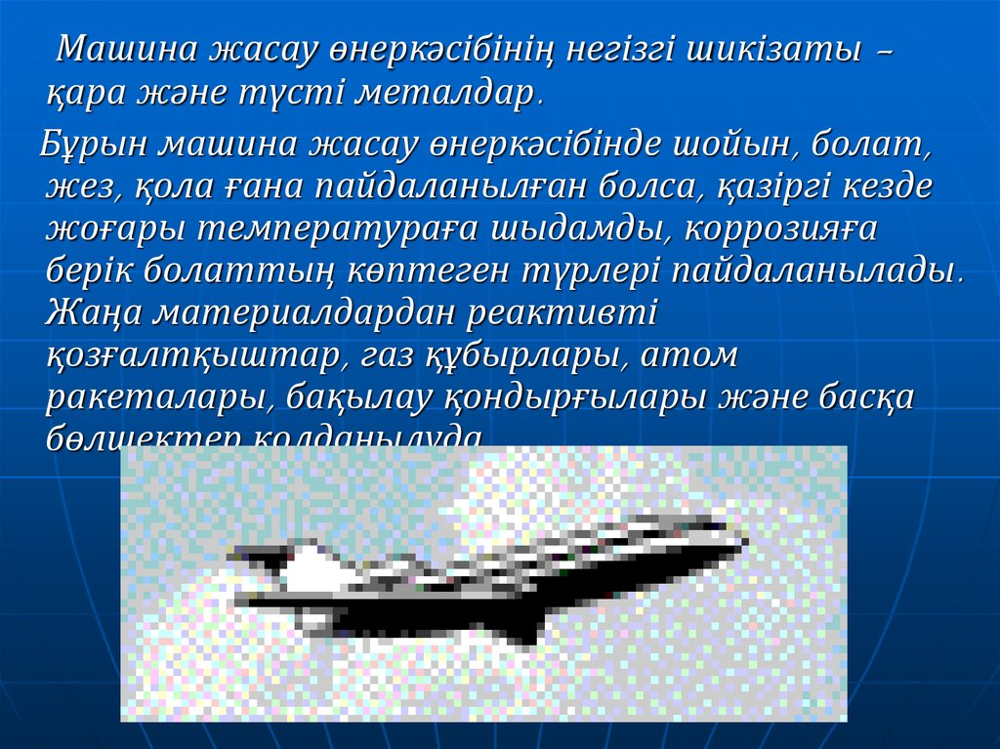 Машина жасау өнеркәсібінің негізгі шикізаты –
қара және түсті металдар.
Бұрын машина жасау өнеркәсібінде шойын, болат,
жез, қола ғана пайдаланылған болса, қазіргі кезде
жоғары температураға шыдамды, коррозияға
берік болаттың көптеген түрлері пайдаланылады.
Жаңа материалдардан реактивті
қозғалтқыштар, газ құбырлары, атом
ракеталары, бақылау қондырғылары және басқа
бөлшектер қолданылуда